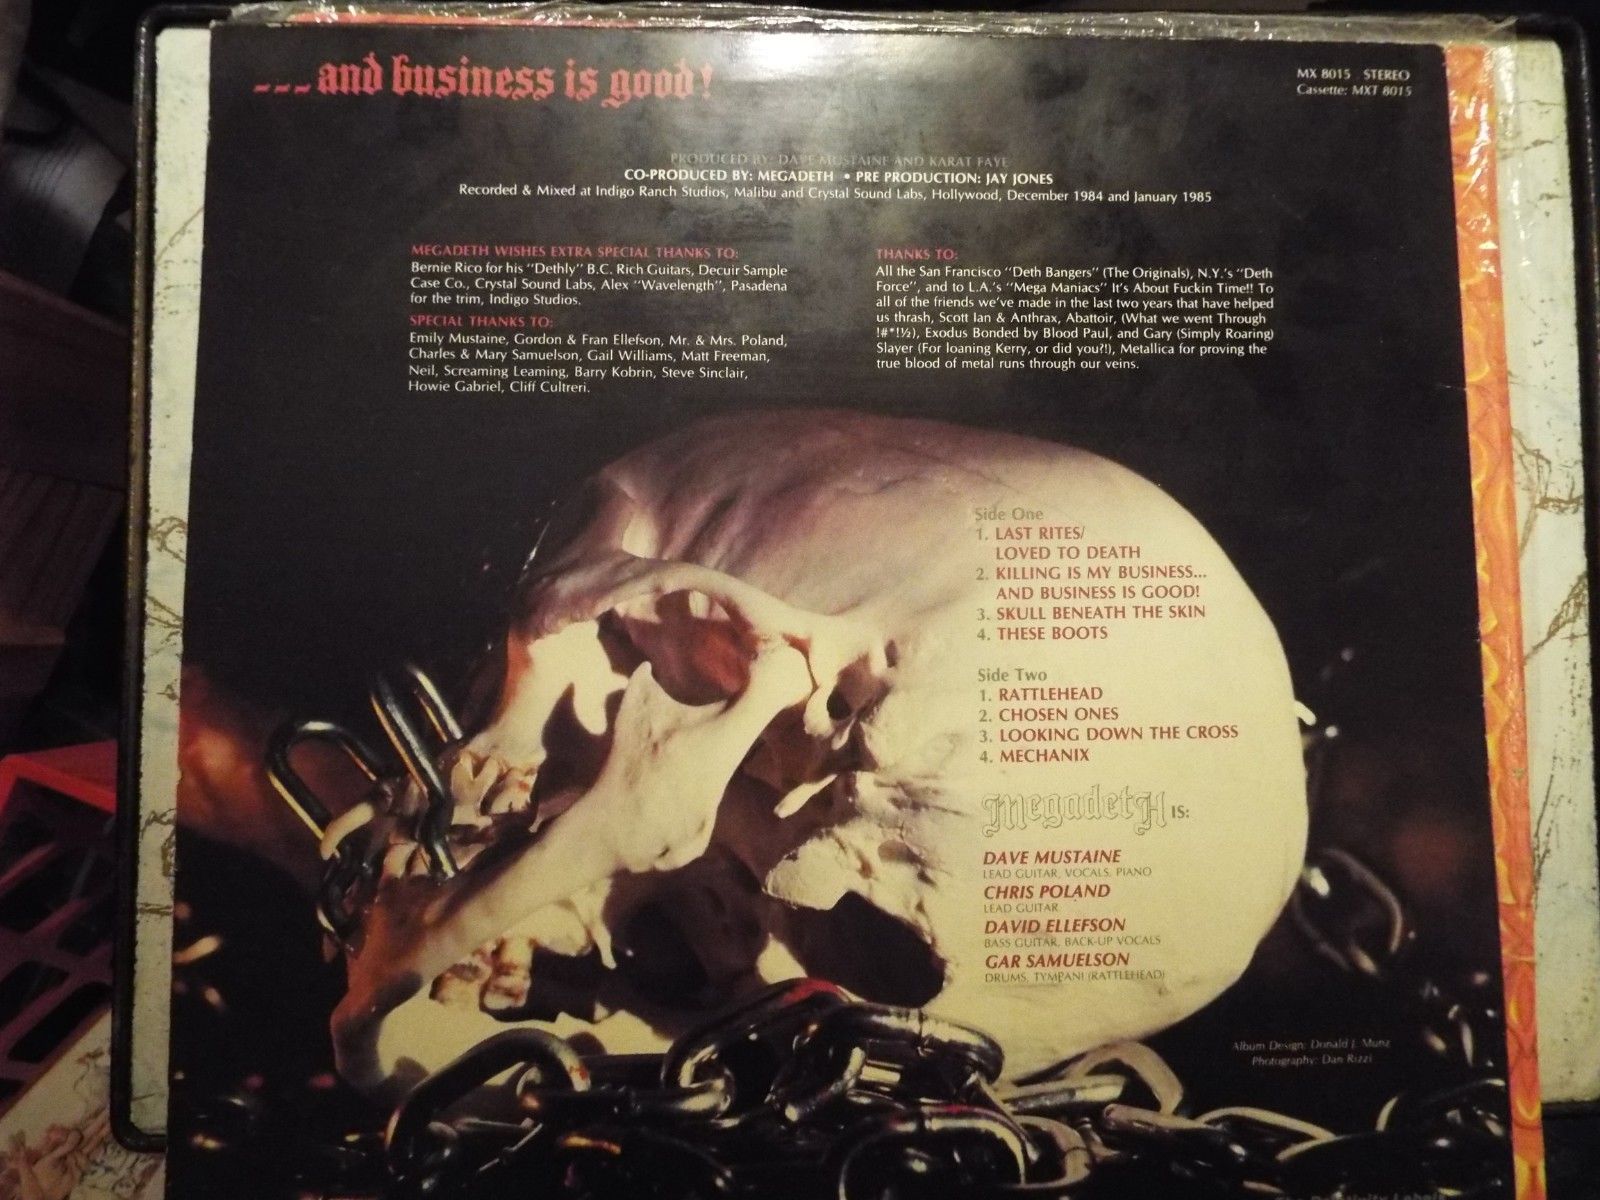 ---and business is good!
MX 8015 STEREO
Cassette: MXT 8015
PRODUCED BY: DAVE MUSTAINE AND KARAT FAYE
CO-PRODUCED BY: MEGADETH • PRE PRODUCTION: JAY JONES
Recorded & Mixed at Indigo Ranch Studios, Malibu and Crystal Sound Labs, Hollywood, December 1984 and January 1985
MEGADETH WISHES EXTRA SPECIAL THANKS TO:
Bernie Rico for his "Dethly" B.C. Rich Guitars, Decuir Sample
Case Co., Crystal Sound Labs, Alex "Wavelength", Pasadena
for the trim, Indigo Studios.
SPECIAL THANKS TO:
Emily Mustaine, Gordon & Fran Ellefson, Mr. & Mrs. Poland,
Charles & Mary Samuelson, Gail Williams, Matt Freeman,
Neil, Screaming Leaming, Barry Kobrin, Steve Sinclair,
Howie Gabriel, Cliff Cultreri.
THANKS TO:
All the San Francisco "Deth Bangers" (The Originals), N.Y.'s "Deth
Force", and to L.A.'s "Mega Maniacs" It's About Fuckin Time!! To
all of the friends we've made in the last two years that have helped
us thrash, Scott Ian & Anthrax, Abattoir, (What we went Through
!#*!½), Exodus Bonded by Blood Paul, and Gary (Simply Roaring)
Slayer (For loaning Kerry, or did you?!), Metallica for proving the
true blood of metal runs through our veins.
Side One
1. LAST RITES/
LOVED TO DEATH
2. KILLING IS MY BUSINESS...
AND BUSINESS IS GOOD!
3. SKULL BENEATH THE SKIN
4. THESE BOOTS
Side Two
1. RATTLEHEAD
2. CHOSEN ONES
3. LOOKING DOWN THE CROSS
4. MECHANIX
MegadetH IS:
DAVE MUSTAINE
LEAD GUITAR, VOCALS, PIANO
CHRIS POLAND
LEAD GUITAR
DAVID ELLEFSON
BASS GUITAR, BACK-UP VOCALS
GAR SAMUELSON
DRUMS, TYMPANI (RATTLEHEAD)
Album Design: Donald J. Munz
Photography: Dan Rizzi